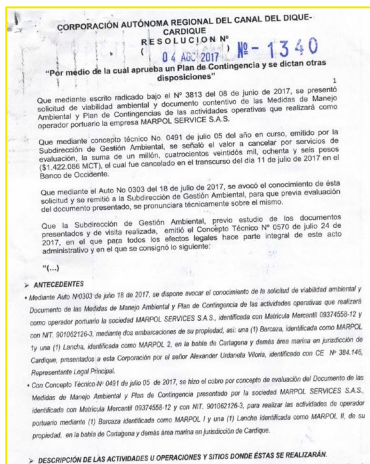 CORPORACIÓN AUTÓNOMA REGIONAL DEL CANAL DEL DIQUE-
CARDIQUE
RESOLUCION Nº
( 04 AGO 2017 ) Nº - 1340
"Por medio de la cual aprueba un Plan de Contingencia y se dictan otras
disposiciones"
1
Que mediante escrito radicado bajo el Nº 3813 del 08 de junio de 2017, se presentó
solicitud de viabilidad ambiental y documento contentivo de las Medidas de Manejo
Ambiental y Plan de Contingencias de las actividades operativas que realizará como
operador portuario la empresa MARPOL SERVICE S.A.S.
Que mediante concepto técnico No. 0491 de julio 05 del año en curso, emitido por la
Subdirección de Gestión Ambiental, se señaló el valor a cancelar por servicios de
evaluación, la suma de un millón, cuatrocientos veintidós mil, ochenta y seis pesos
($1.422.086 MCT), el cual fue cancelado en el transcurso del día 11 de julio de 2017 en el
Banco de Occidente.
Que mediante el Auto No 0303 del 18 de julio de 2017, se avocó el conocimiento de ésta
solicitud y se remitió a la Subdirección de Gestión Ambiental, para que previa evaluación
del documento presentado, se pronunciara técnicamente sobre el mismo.
Que la Subdirección de Gestión Ambiental, previo estudio de los documentos
presentados y de visita realizada, emitió el Concepto Técnico Nº 0570 de julio 24 de
2017, en el que para todos los efectos legales hace parte integral de este acto
administrativo y en el que se consignó lo siguiente:
"(...)
➢ ANTECEDENTES
• Mediante Auto Nº0303 de julio 18 de 2017, se dispone avocar el conocimiento de la solicitud de viabilidad ambiental y
Documento de las Medidas de Manejo Ambiental y Plan de Contingencia de las actividades operativas que realizará
como operador portuario la sociedad MARPOL SERVICES S.A.S., identificada con Matrícula Mercantil 09374558-12 y
con NIT. 901062126-3, mediante dos embarcaciones de su propiedad, así: una (1) Barcaza, identificada como MARPOL
1y una (1) Lancha, identificada como MARPOL 2, en la bahía de Cartagena y demás área marina en jurisdicción de
Cardique, presentados a esta Corporación por el señor Alexander Urdaneta Viloria, identificado con CE Nº 384.145,
Representante Legal Principal.
• Con Concepto Técnico Nº 0491 de julio 05 de 2017, se hizo el cobro por concepto de evaluación del Documento de las
Medidas de Manejo Ambiental y Plan de Contingencia presentado por la sociedad MARPOL SERVICES S.A.S.,
identificada con Matrícula Mercantil 09374558-12 y con NIT. 901062126-3, para realizar las actividades de operador
portuario mediante (1) Barcaza identificada como MARPOL I y una (1) Lancha identificada como MARPOL II, de su
propiedad, en la bahía de Cartagena y demás área marina en jurisdicción de Cardique.
➢ DESCRIPCIÓN DE LAS ACTIVIDADES U OPERACIONES Y SITIOS DONDE ÉSTAS SE REALIZARÁN.